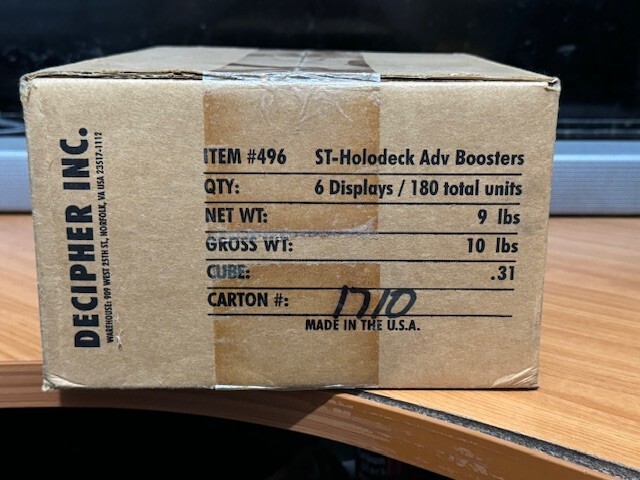 DECIPHER INC.
WAREHOUSE: 909 WEST 25TH ST., NORFOLK, VA USA 23517-1112
ITEM #496 ST-Holodeck Adv Boosters
QTY: 6 Displays / 180 total units
NET WT: 9 lbs
GROSS WT: 10 lbs
CUBE: .31
CARTON #: 1710
MADE IN THE U.S.A.